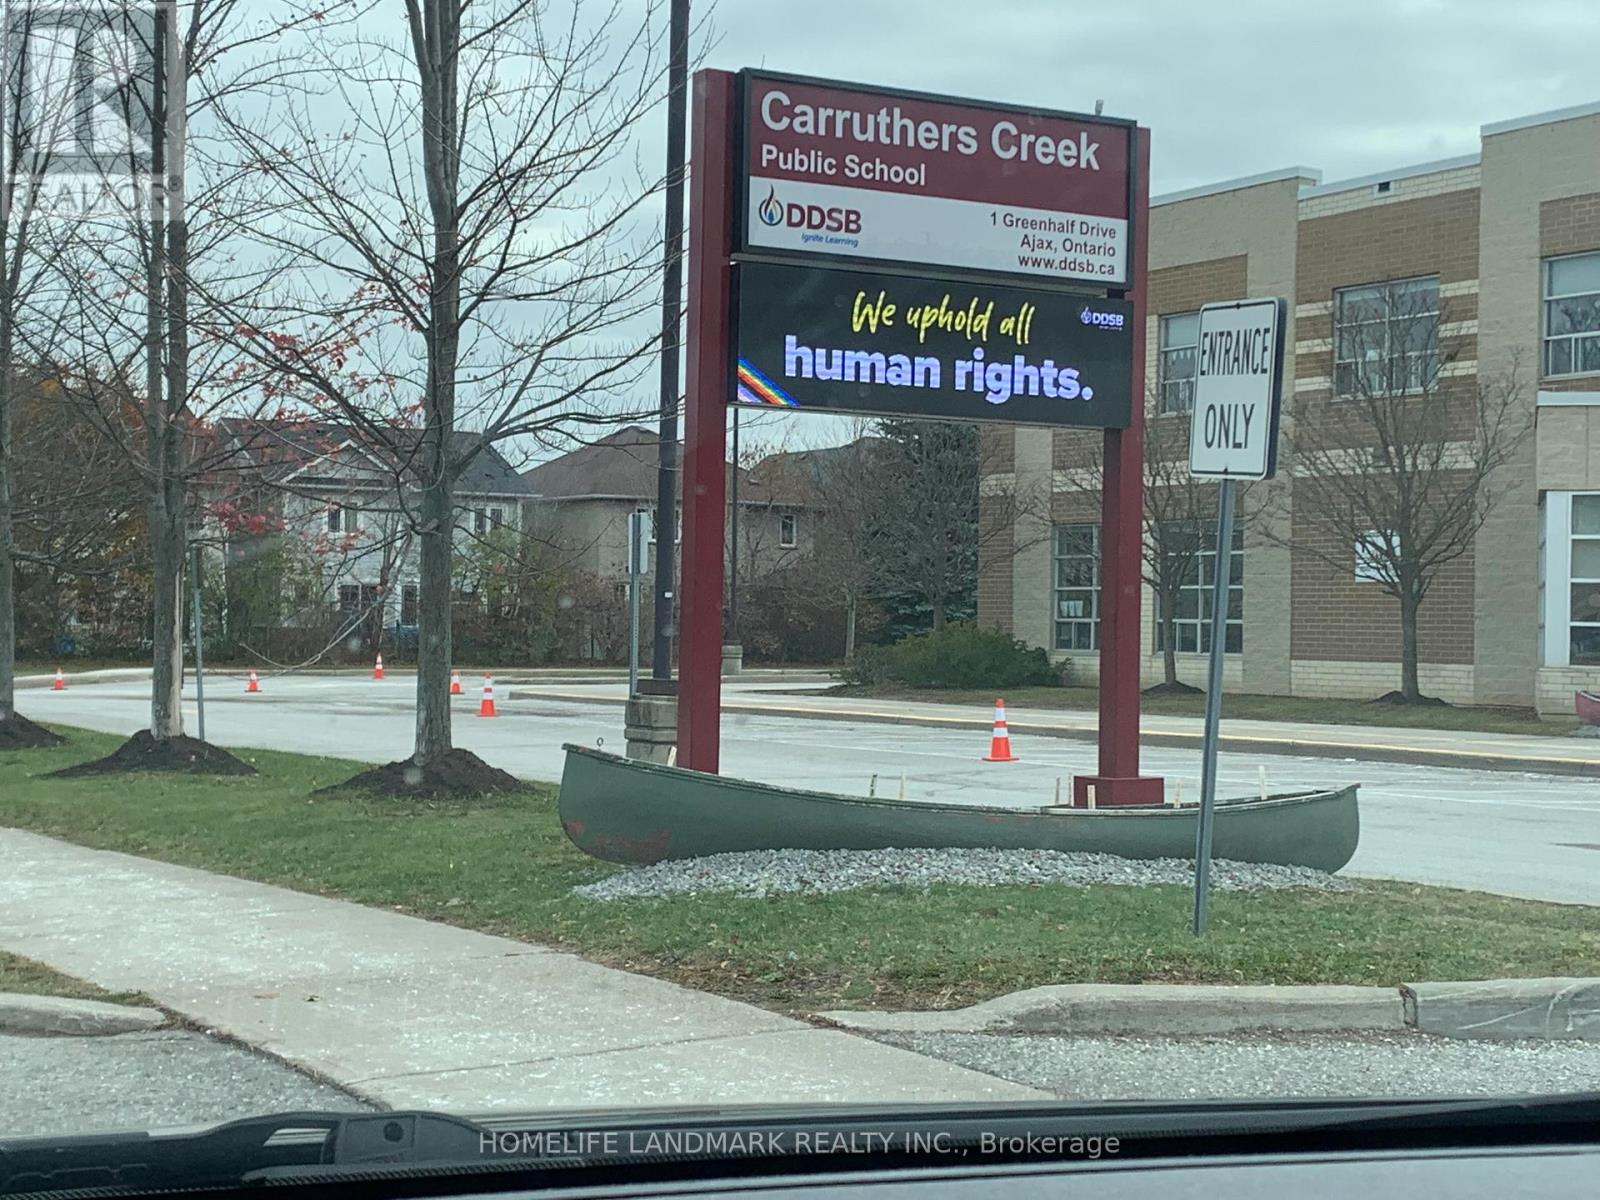 REALTOR®
Carruthers Creek
Public School
DDSB
Ignite Learning
1 Greenhalf Drive
Ajax, Ontario
www.ddsb.ca
We uphold all
human rights.
DDSB
ENTRANCE
ONLY
HOMELIFE LANDMARK REALTY INC., Brokerage